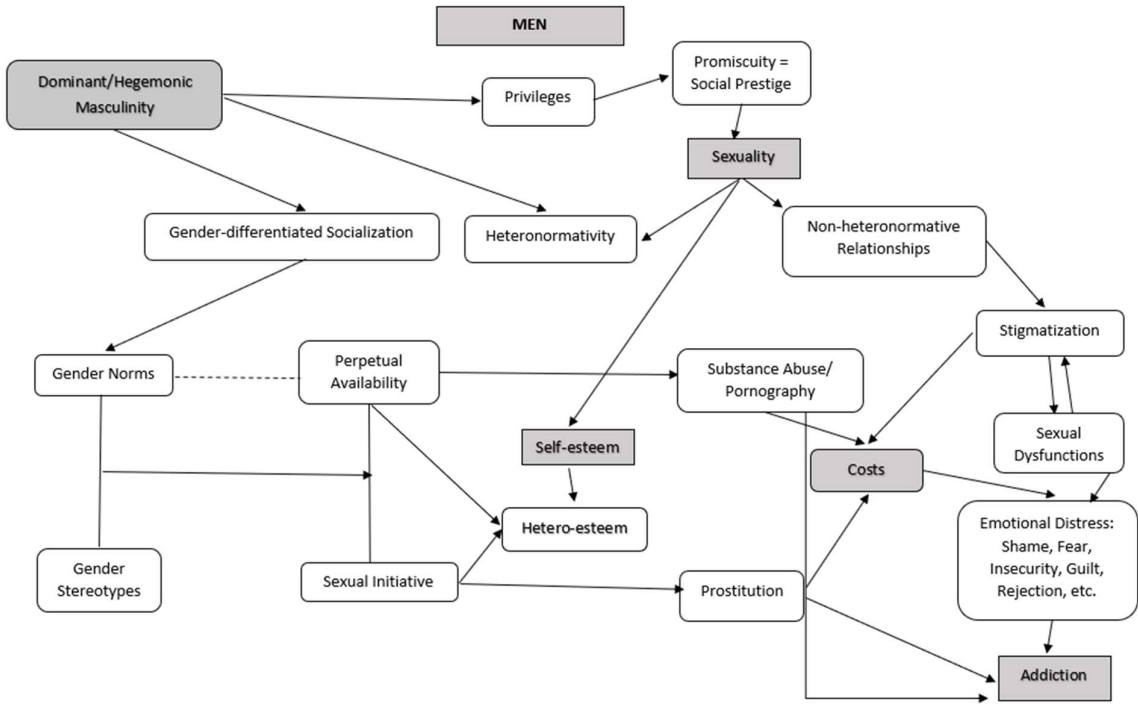 MEN
Dominant/Hegemonic
Masculinity
Privileges
Promiscuity =
Social Prestige
Sexuality
Gender-differentiated Socialization
Heteronormativity
Non-heteronormative
Relationships
Stigmatization
Gender Norms
Perpetual
Availability
Substance Abuse/
Pornography
Self-esteem
Costs
Sexual
Dysfunctions
Hetero-esteem
Emotional Distress:
Shame, Fear,
Insecurity, Guilt,
Rejection, etc.
Gender
Stereotypes
Sexual Initiative
Prostitution
Addiction